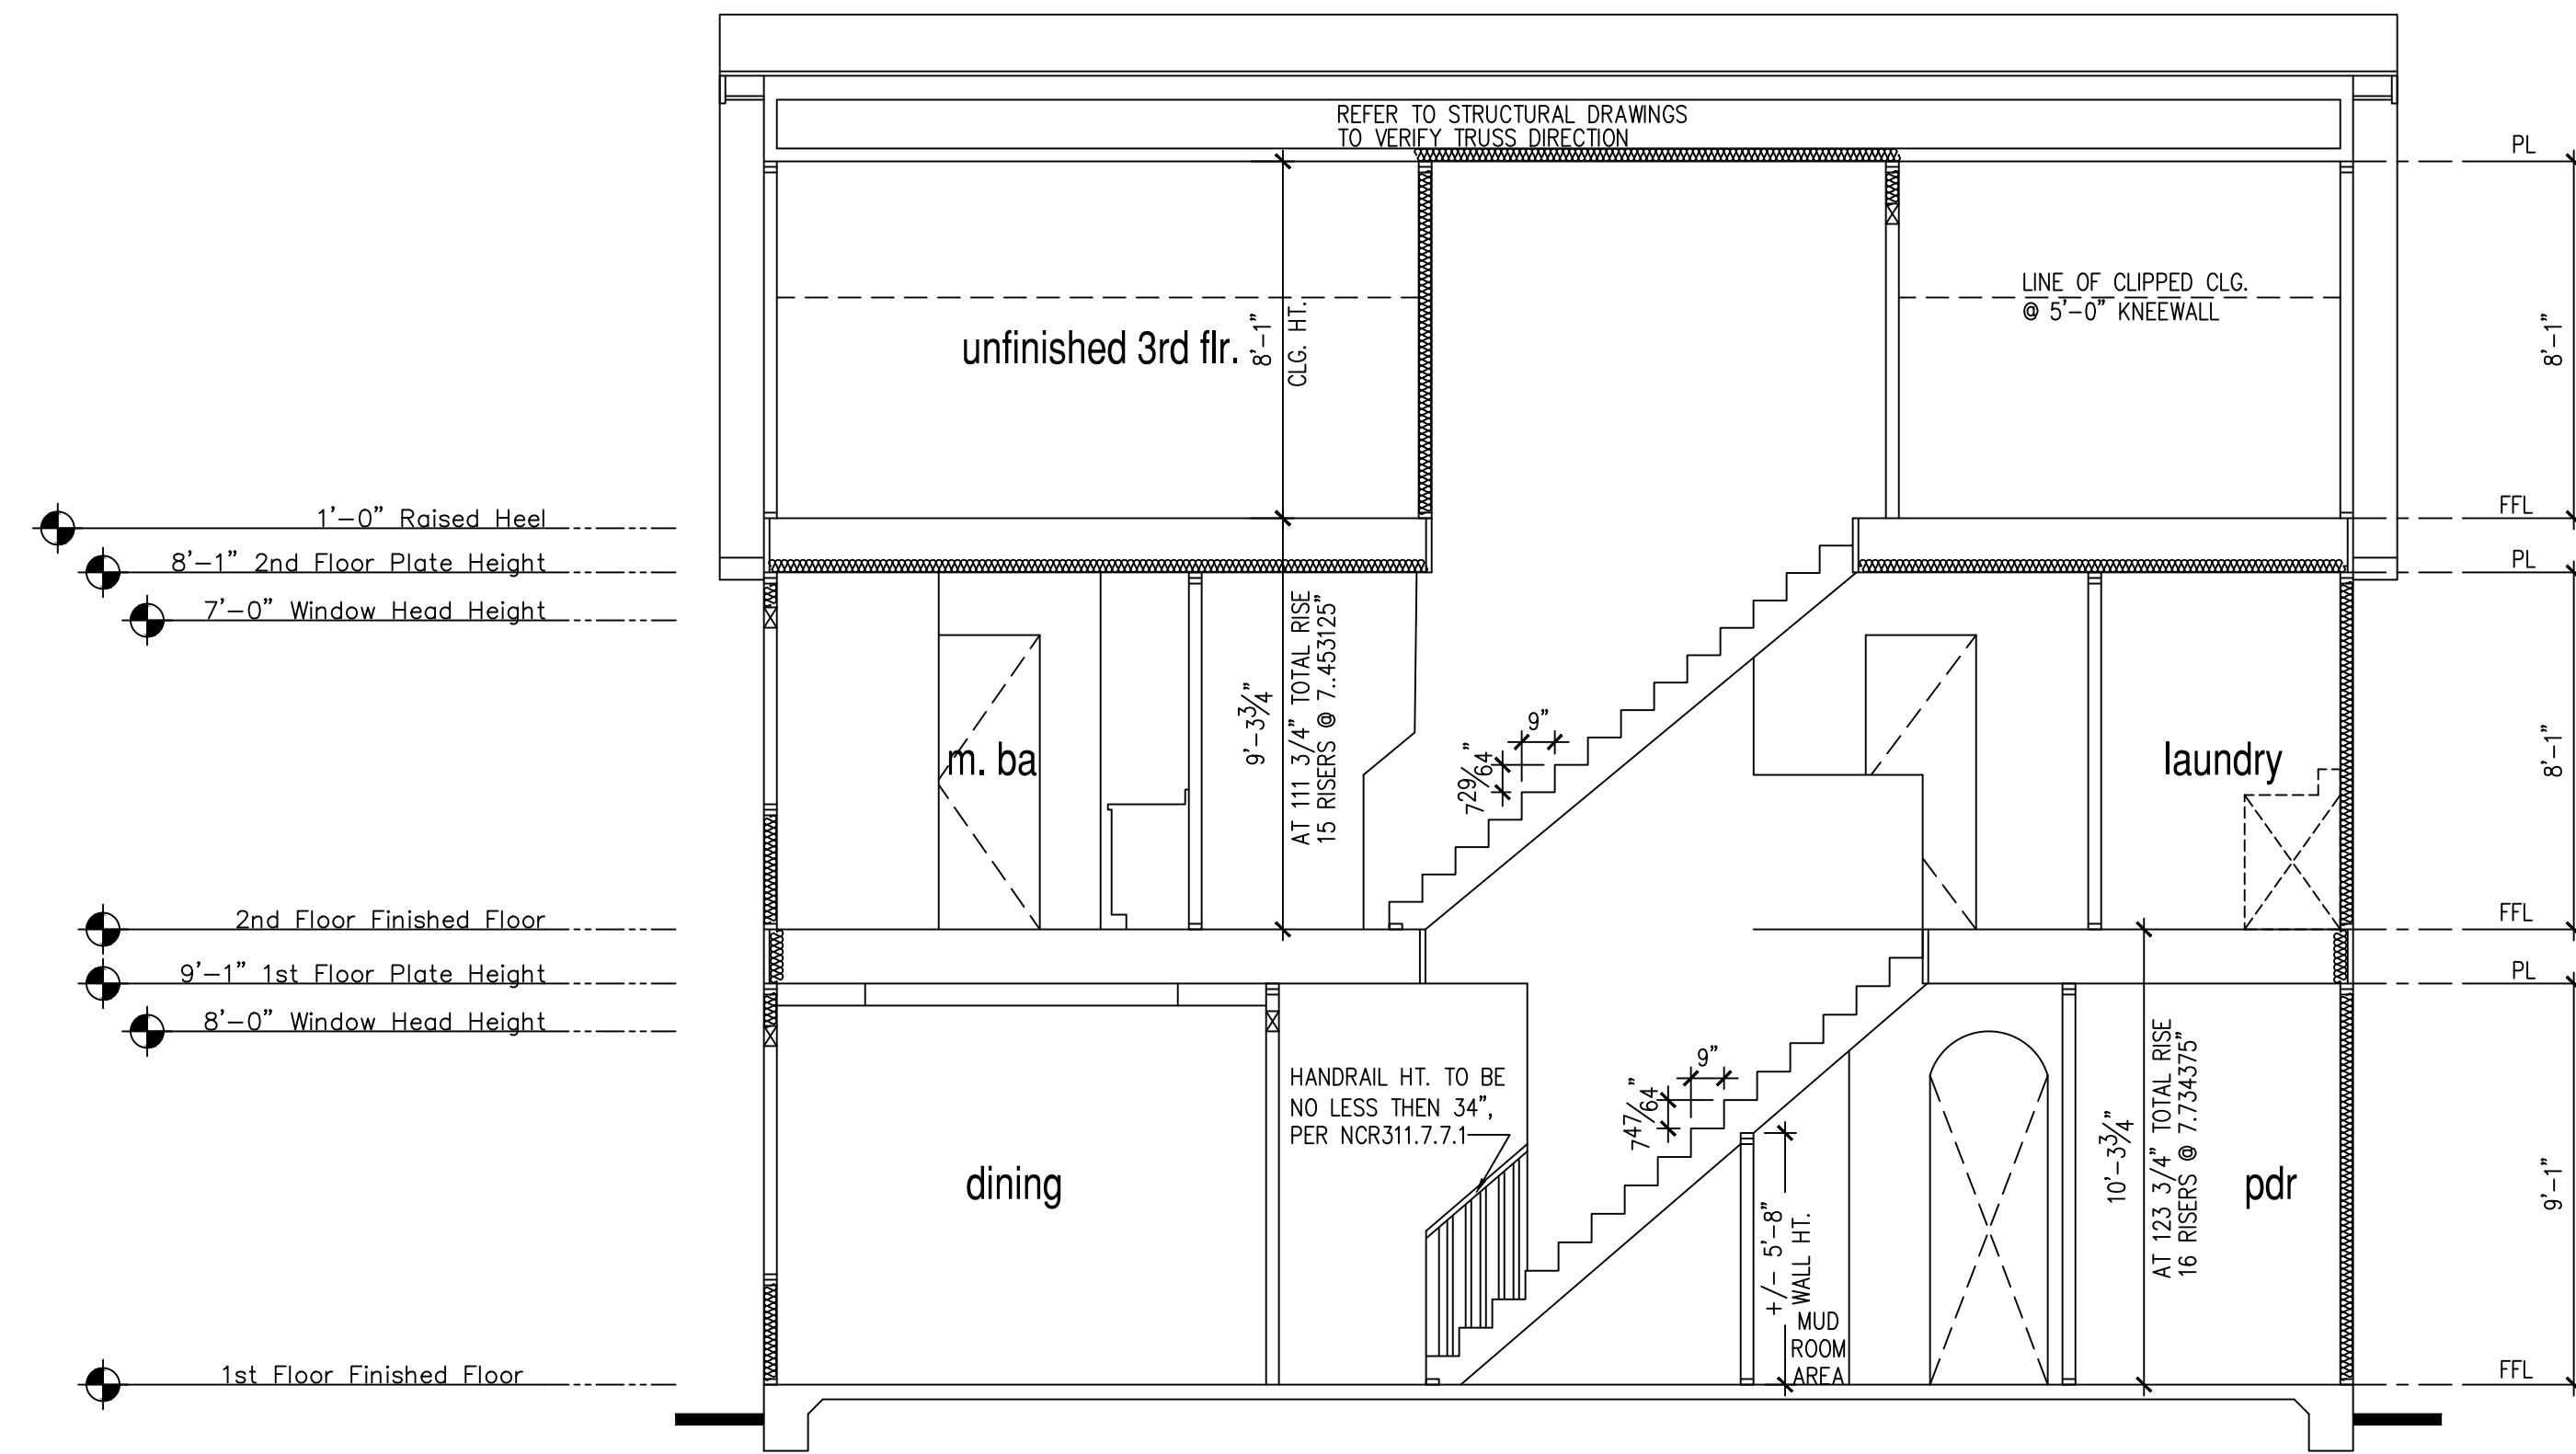 REFER TO STRUCTURAL DRAWINGS
TO VERIFY TRUSS DIRECTION
PL
LINE OF CLIPPED CLG.
@ 5'-0" KNEEWALL
unfinished 3rd flr.
8'-1"
CLG. HT.
8'-1"
1'-0" Raised Heel
FFL
8'-1" 2nd Floor Plate Height
PL
7'-0" Window Head Height
m. ba
9'-3 3/4"
AT 111 3/4" TOTAL RISE
15 RISERS @ 7..453125"
9"
7 29/64"
laundry
8'-1"
2nd Floor Finished Floor
FFL
9'-1" 1st Floor Plate Height
PL
8'-0" Window Head Height
HANDRAIL HT. TO BE
NO LESS THEN 34",
PER NCR311.7.7.1
9"
7 47/64"
dining
+/- 5'-8"
WALL HT.
MUD
ROOM
AREA
10'-3 3/4"
AT 123 3/4" TOTAL RISE
16 RISERS @ 7.734375"
pdr
9'-1"
1st Floor Finished Floor
FFL